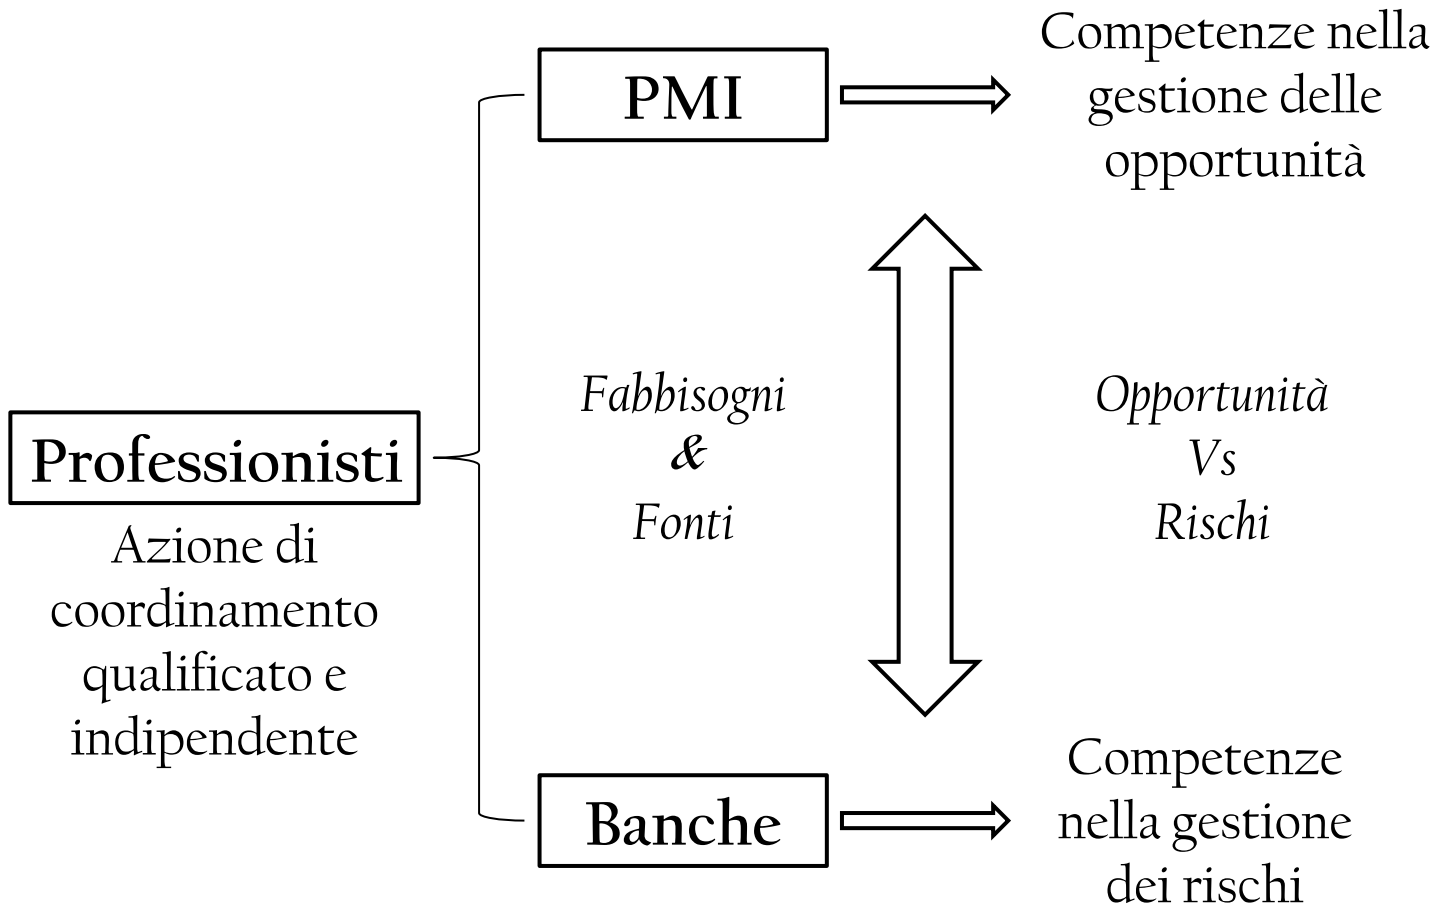 PMI
Competenze nella
gestione delle
opportunità
Fabbisogni
&
Fonti
Opportunità
Vs
Rischi
Professionisti
Azione di
coordinamento
qualificato e
indipendente
Banche
Competenze
nella gestione
dei rischi